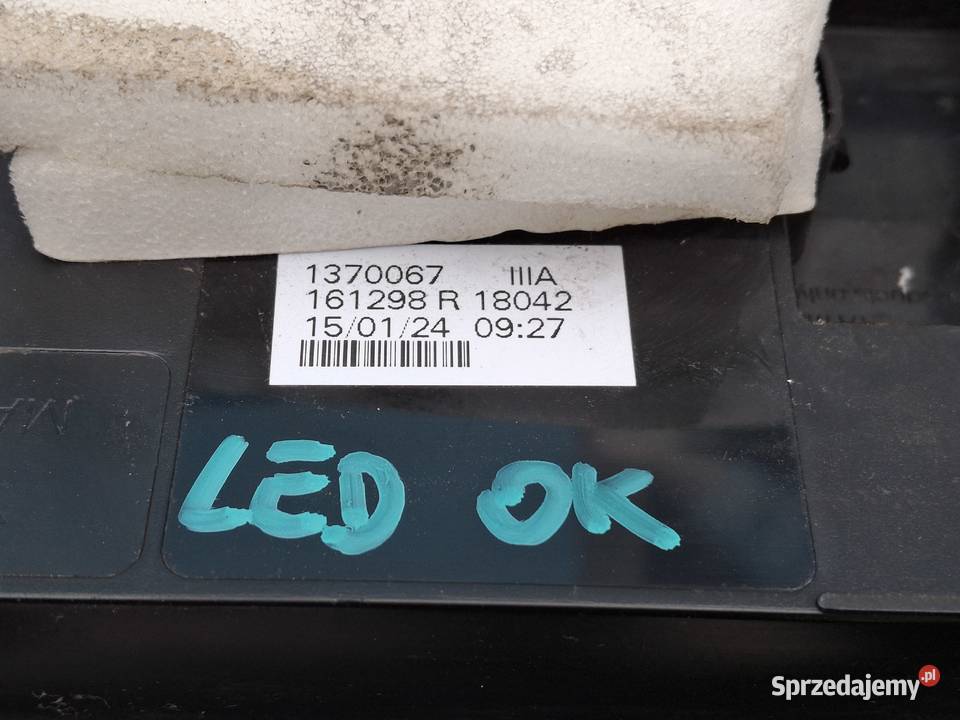 1370067 IIIA
161298 R 18042
15/01/24 09:27
LED OK
Sprzedajemy.pl